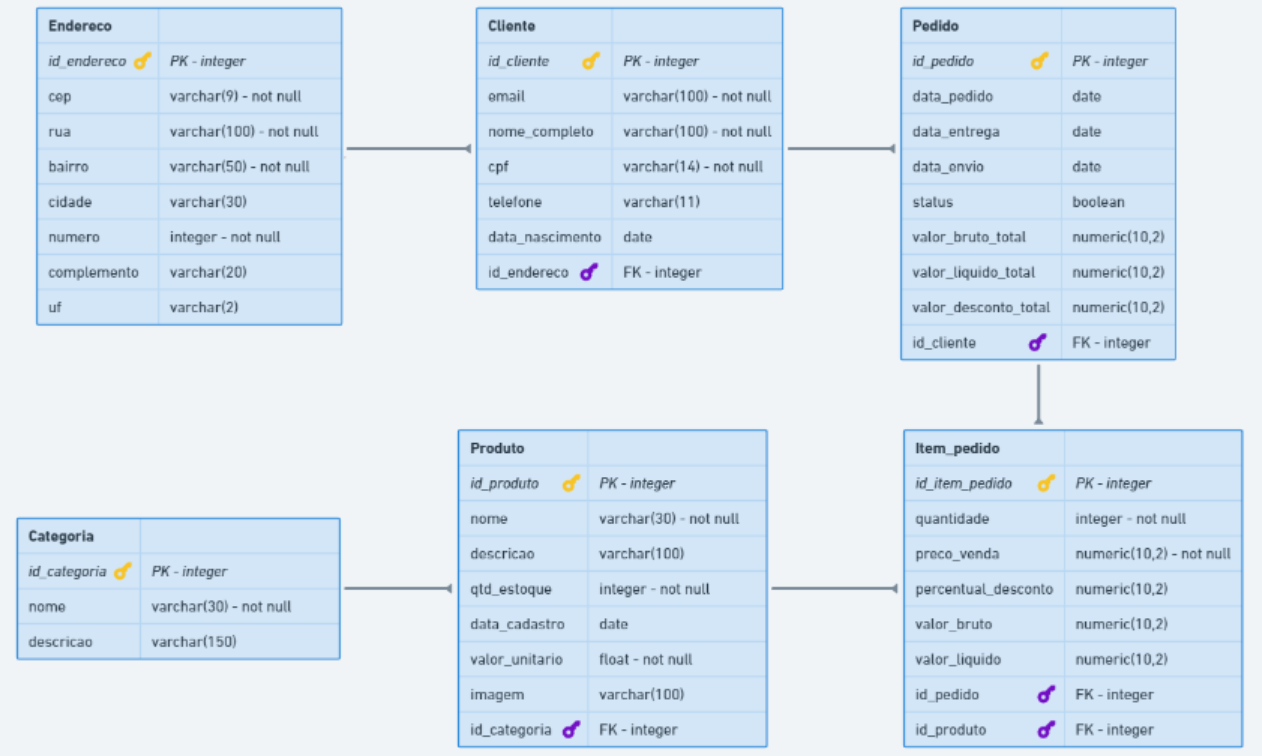 Endereco
id_endereco PK - integer
cep varchar(9) - not null
rua varchar(100) - not null
bairro varchar(50) - not null
cidade varchar(30)
numero integer - not null
complemento varchar(20)
uf varchar(2)
Cliente
id_cliente PK - integer
email varchar(100) - not null
nome_completo varchar(100) - not null
cpf varchar(14) - not null
telefone varchar(11)
data_nascimento date
id_endereco FK - integer
Pedido
id_pedido PK - integer
data_pedido date
data_entrega date
data_envio date
status boolean
valor_bruto_total numeric(10,2)
valor_liquido_total numeric(10,2)
valor_desconto_total numeric(10,2)
id_cliente FK - integer
Categoria
id_categoria PK - integer
nome varchar(30) - not null
descricao varchar(150)
Produto
id_produto PK - integer
nome varchar(30) - not null
descricao varchar(100)
qtd_estoque integer - not null
data_cadastro date
valor_unitario float - not null
imagem varchar(100)
id_categoria FK - integer
Item_pedido
id_item_pedido PK - integer
quantidade integer - not null
preco_venda numeric(10,2) - not null
percentual_desconto numeric(10,2)
valor_bruto numeric(10,2)
valor_liquido numeric(10,2)
id_pedido FK - integer
id_produto FK - integer